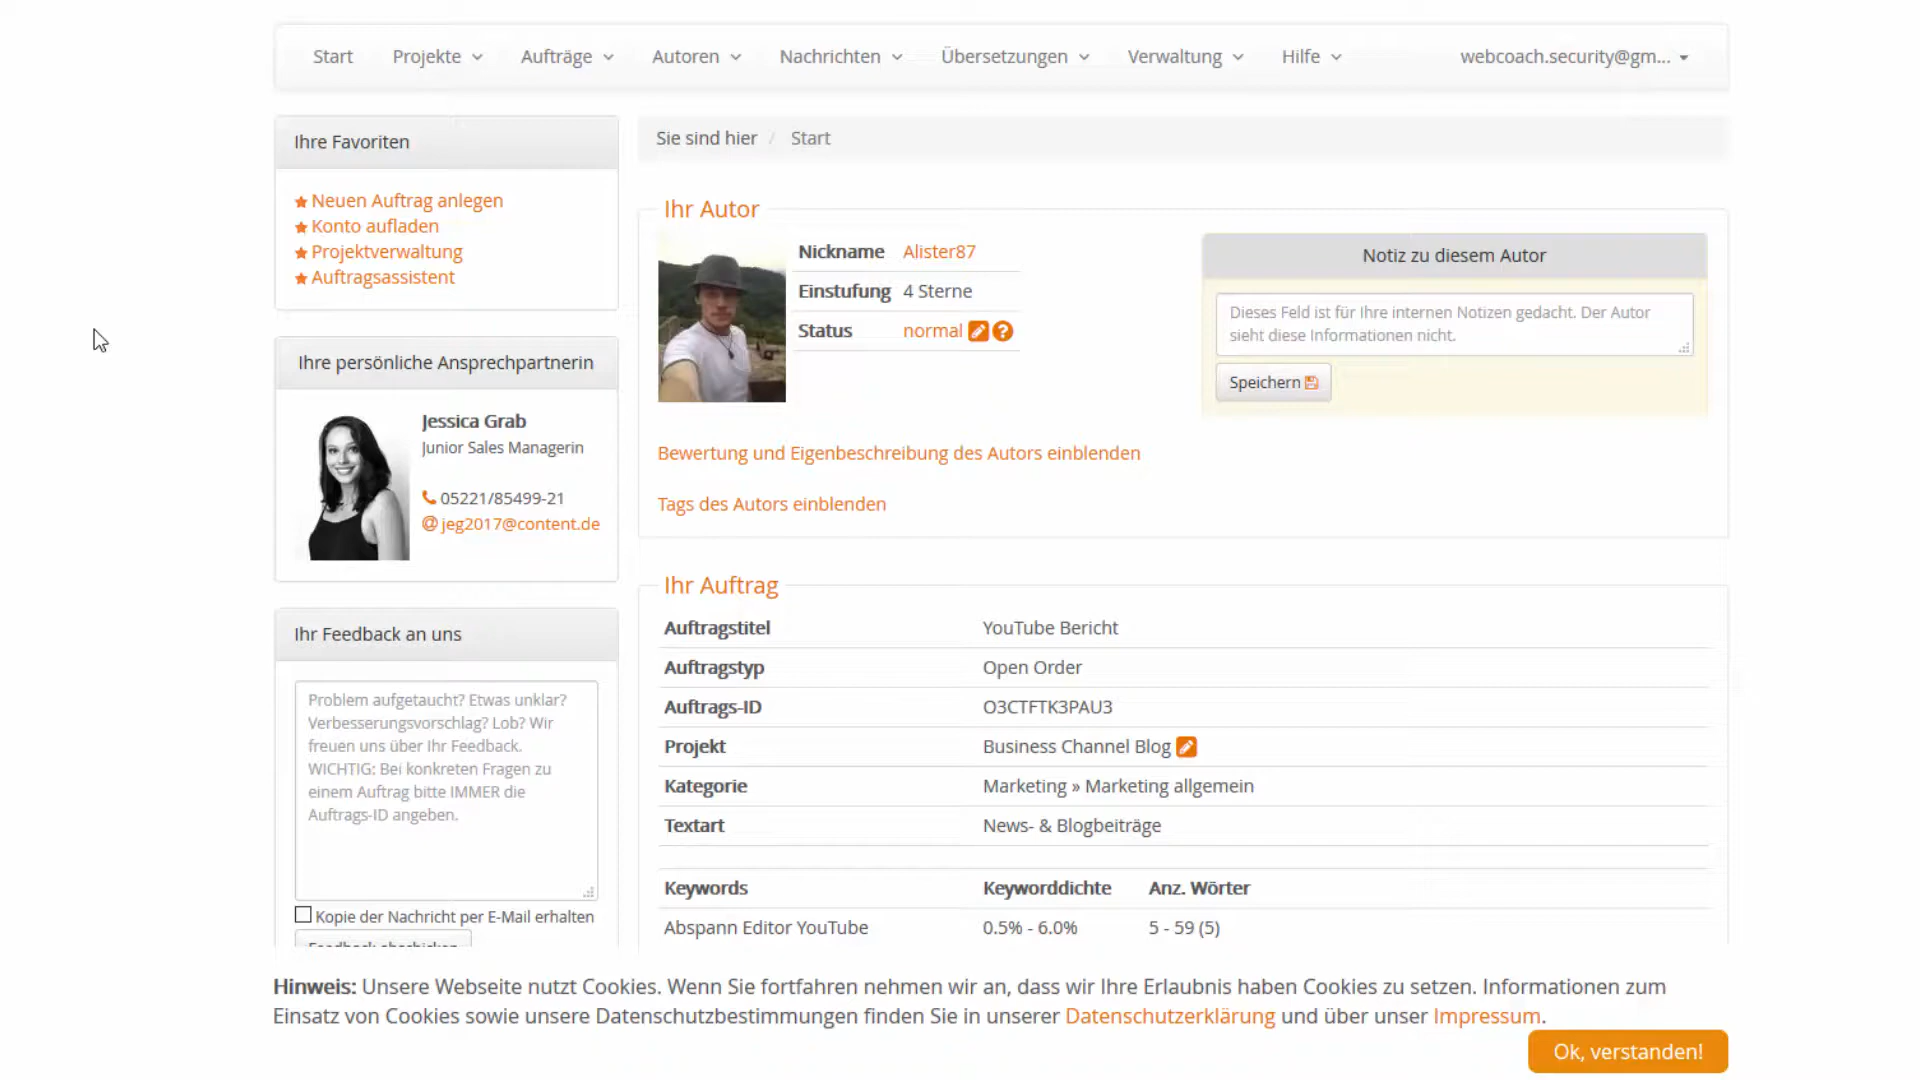 Start Projekte Aufträge Autoren Nachrichten Übersetzungen Verwaltung Hilfe webcoach.security@gm...
Ihre Favoriten
Neuen Auftrag anlegen
Konto aufladen
Projektverwaltung
Auftragsassistent
Ihre persönliche Ansprechpartnerin
Jessica Grab
Junior Sales Managerin
05221/85499-21
jeg2017@content.de
Ihr Feedback an uns
Problem aufgetaucht? Etwas unklar?
Verbesserungsvorschlag? Lob? Wir
freuen uns über Ihr Feedback.
WICHTIG: Bei konkreten Fragen zu
einem Auftrag bitte IMMER die
Auftrags-ID angeben.
Kopie der Nachricht per E-Mail erhalten
Feedback abschicken
Sie sind hier / Start
Ihr Autor
Nickname Alister87
Einstufung 4 Sterne
Status normal
Notiz zu diesem Autor
Dieses Feld ist für Ihre internen Notizen gedacht. Der Autor
sieht diese Informationen nicht.
Speichern
Bewertung und Eigenbeschreibung des Autors einblenden
Tags des Autors einblenden
Ihr Auftrag
Auftragstitel YouTube Bericht
Auftragstyp Open Order
Auftrags-ID O3CTFTK3PAU3
Projekt Business Channel Blog
Kategorie Marketing » Marketing allgemein
Textart News- & Blogbeiträge
Keywords Keyworddichte Anz. Wörter
Abspann Editor YouTube 0.5% - 6.0% 5 - 59 (5)
Hinweis: Unsere Webseite nutzt Cookies. Wenn Sie fortfahren nehmen wir an, dass wir Ihre Erlaubnis haben Cookies zu setzen. Informationen zum
Einsatz von Cookies sowie unsere Datenschutzbestimmungen finden Sie in unserer Datenschutzerklärung und über unser Impressum.
Ok, verstanden!